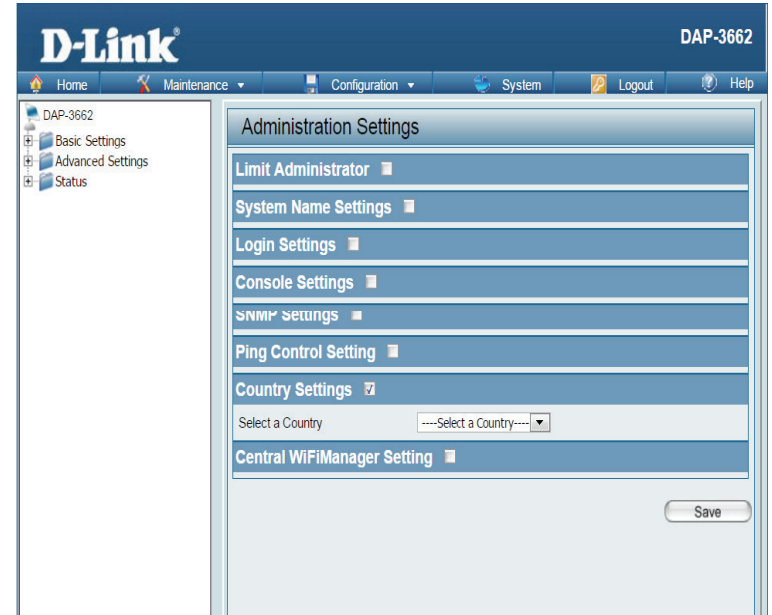 D-Link®
DAP-3662
Home Maintenance Configuration System Logout Help
DAP-3662
Basic Settings
Advanced Settings
Status
Administration Settings
Limit Administrator
System Name Settings
Login Settings
Console Settings
SNMP Settings
Ping Control Setting
Country Settings
Select a Country ----Select a Country----
Central WiFiManager Setting
Save